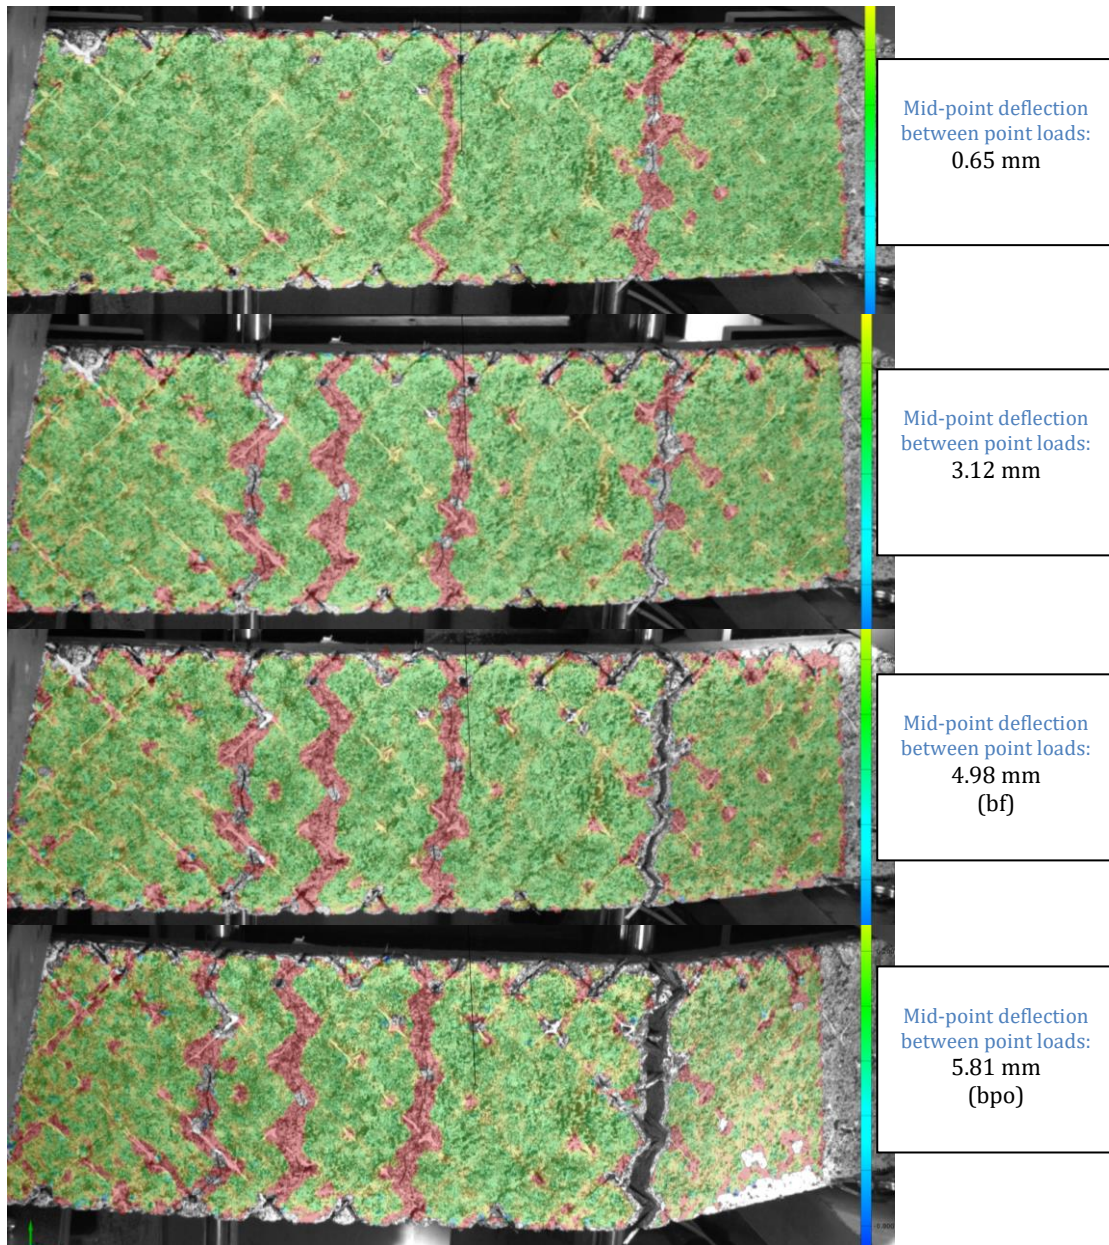 Mid-point deflection
between point loads:
0.65 mm
Mid-point deflection
between point loads:
3.12 mm
Mid-point deflection
between point loads:
4.98 mm
(bf)
Mid-point deflection
between point loads:
5.81 mm
(bpo)